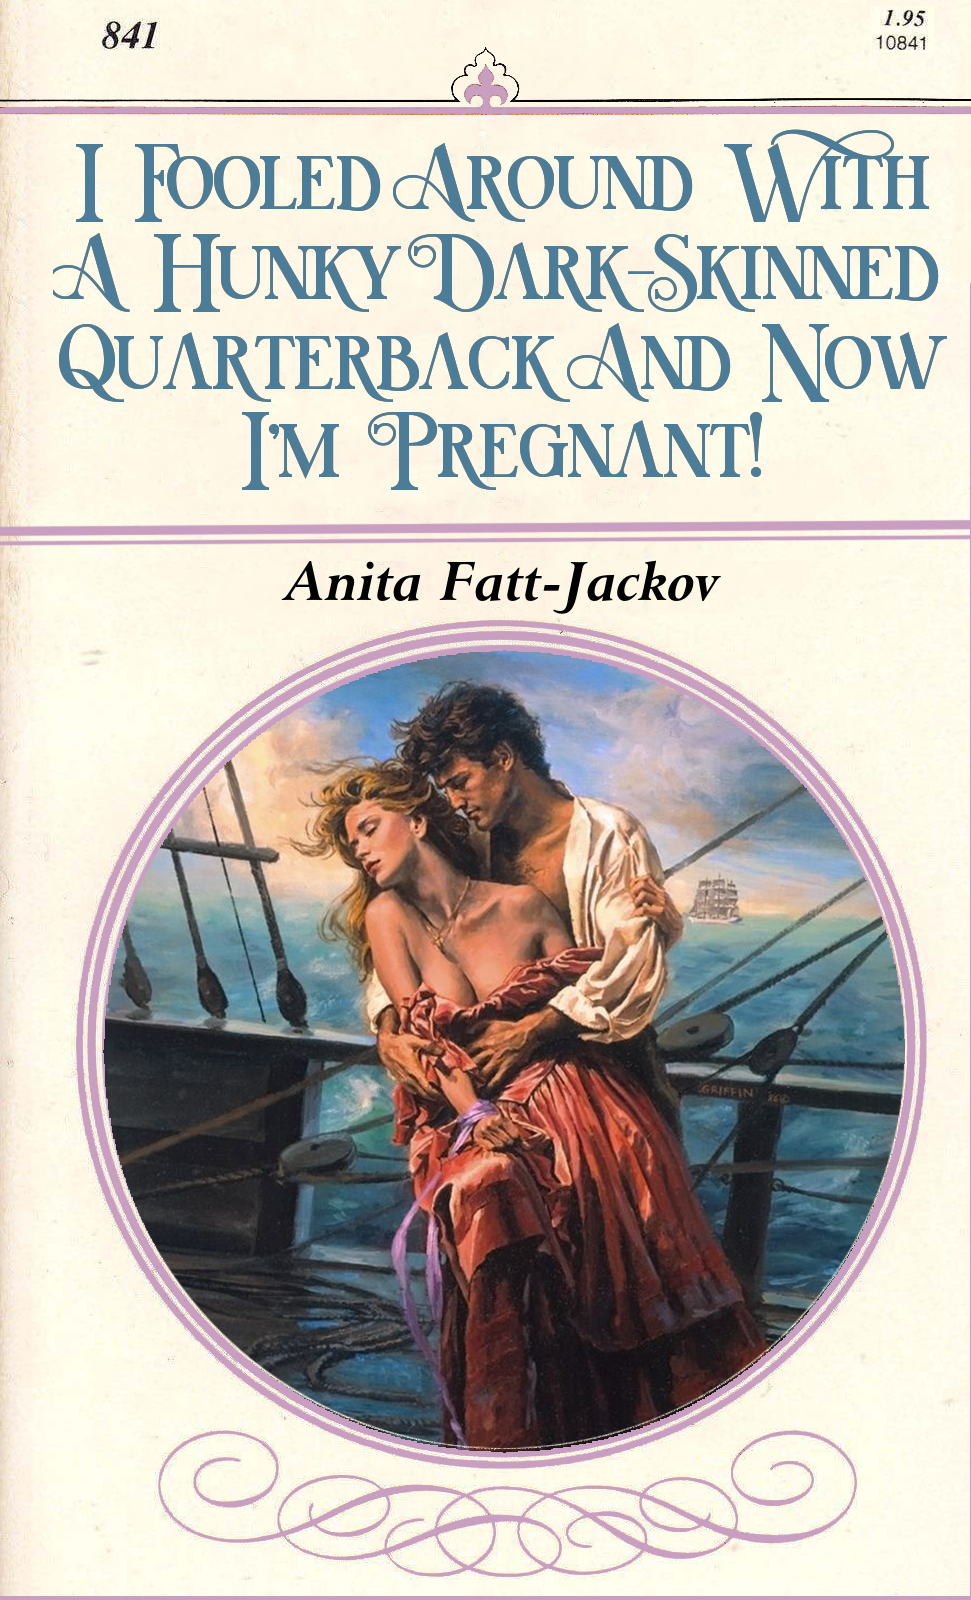 841
1.95
10841
I Fooled Around With
A Hunky Dark-Skinned
Quarterback And Now
I'm Pregnant!
Anita Fatt-Jackov
GRIFFIN